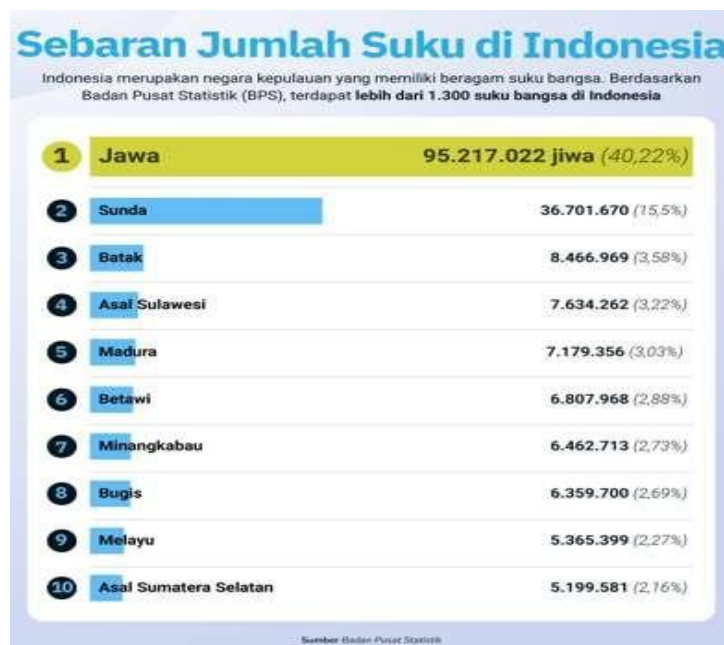 Sebaran Jumlah Suku di Indonesia
Indonesia merupakan negara kepulauan yang memiliki beragam suku bangsa. Berdasarkan
Badan Pusat Statistik (BPS), terdapat lebih dari 1.300 suku bangsa di Indonesia
1 Jawa 95.217.022 jiwa (40,22%)
2 Sunda 36.701.670 (15,5%)
3 Batak 8.466.969 (3,58%)
4 Asal Sulawesi 7.634.262 (3,22%)
5 Madura 7.179.356 (3,03%)
6 Betawi 6.807.968 (2,88%)
7 Minangkabau 6.462.713 (2,73%)
8 Bugis 6.359.700 (2,69%)
9 Melayu 5.365.399 (2,27%)
10 Asal Sumatera Selatan 5.199.581 (2,16%)
Sumber Badan Pusat Statistik